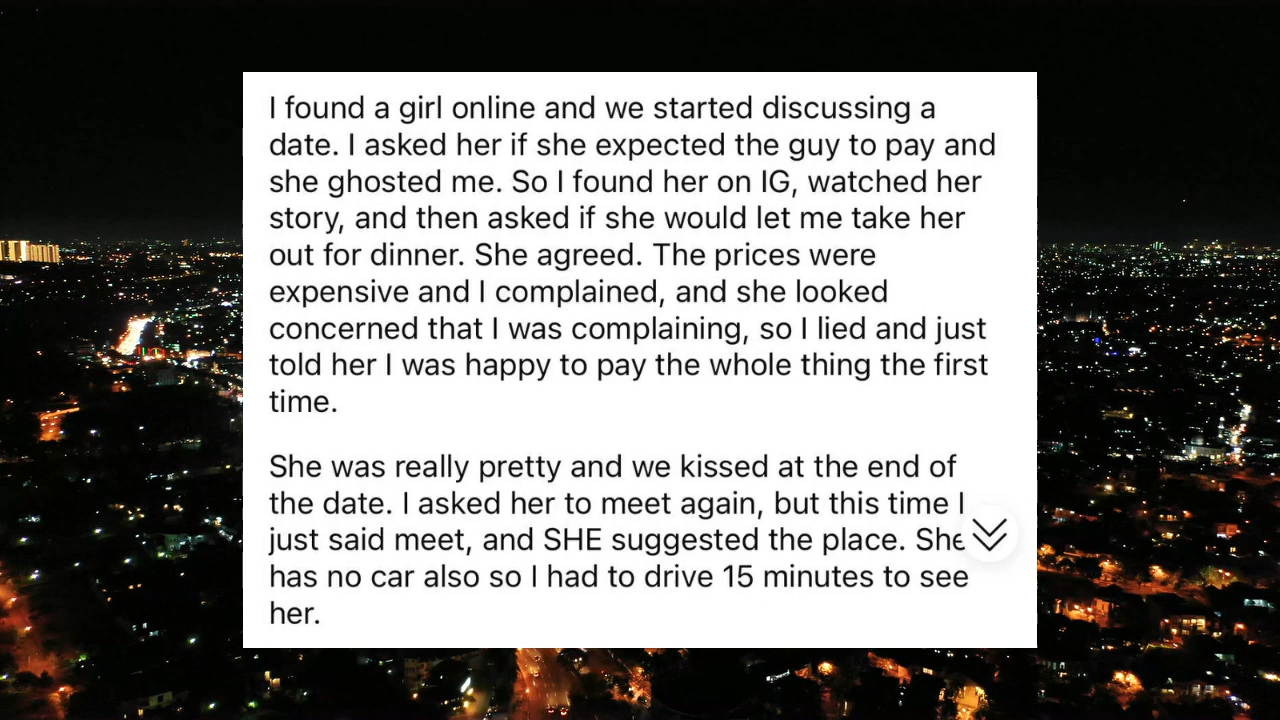 I found a girl online and we started discussing a
date. I asked her if she expected the guy to pay and
she ghosted me. So I found her on IG, watched her
story, and then asked if she would let me take her
out for dinner. She agreed. The prices were
expensive and I complained, and she looked
concerned that I was complaining, so I lied and just
told her I was happy to pay the whole thing the first
time.
She was really pretty and we kissed at the end of
the date. I asked her to meet again, but this time I
just said meet, and SHE suggested the place. She
has no car also so I had to drive 15 minutes to see
her.